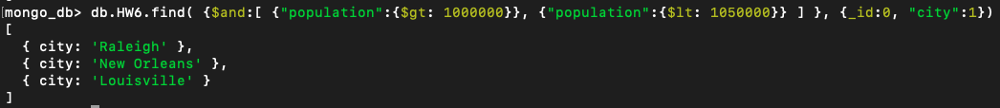 [mongo_db> db.HW6.find( {$and:[ {"population":{$gt: 1000000}}, {"population":{$lt: 1050000}} ] }, {_id:0, "city":1})
[
  { city: 'Raleigh' },
  { city: 'New Orleans' },
  { city: 'Louisville' }
]